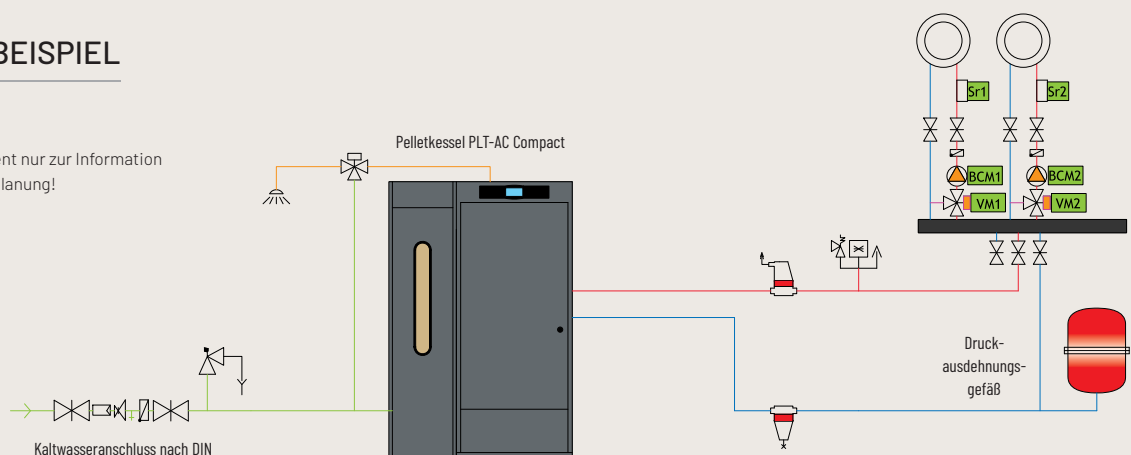 BEISPIEL
ent nur zur Information
lanung!
Pelletkessel PLT-AC Compact
Sr1
Sr2
BCM1
BCM2
VM1
VM2
Druck-
ausdehnungs-
gefäß
Kaltwasseranschluss nach DIN